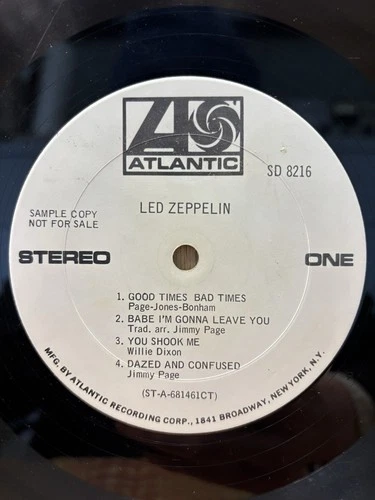 ATLANTIC
SD 8216
LED ZEPPELIN
SAMPLE COPY
NOT FOR SALE
STEREO
ONE
1. GOOD TIMES BAD TIMES
Page-Jones-Bonham
2. BABE I'M GONNA LEAVE YOU
Trad. arr. Jimmy Page
3. YOU SHOOK ME
Willie Dixon
4. DAZED AND CONFUSED
Jimmy Page
(ST-A-681461CT)
MFG. BY ATLANTIC RECORDING CORP., 1841 BROADWAY, NEW YORK, N.Y.